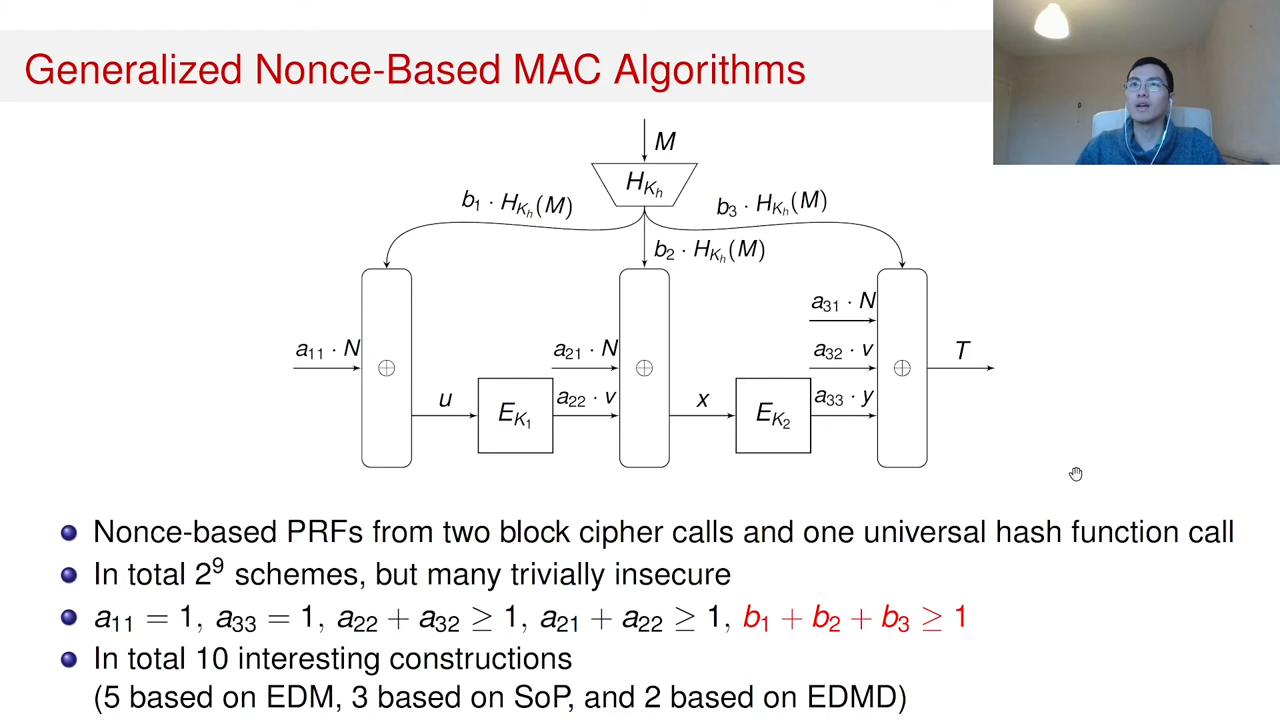 Generalized Nonce-Based MAC Algorithms
M
H_{K_h}
b_1 · H_{K_h}(M)
b_3 · H_{K_h}(M)
b_2 · H_{K_h}(M)
a_{31} · N
a_{11} · N
a_{21} · N
a_{32} · v
T
⊕
⊕
⊕
u
E_{K_1}
a_{22} · v
x
E_{K_2}
a_{33} · y
Nonce-based PRFs from two block cipher calls and one universal hash function call
In total 2^9 schemes, but many trivially insecure
a_{11} = 1, a_{33} = 1, a_{22} + a_{32} ≥ 1, a_{21} + a_{22} ≥ 1, b_1 + b_2 + b_3 ≥ 1
In total 10 interesting constructions
(5 based on EDM, 3 based on SoP, and 2 based on EDMD)